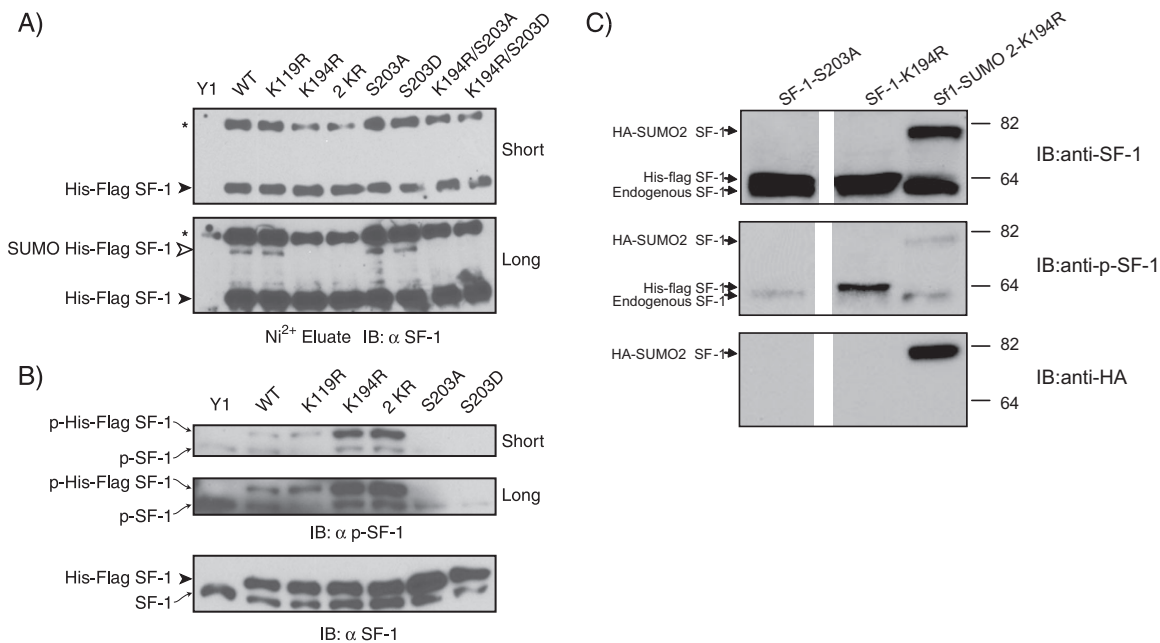 A)
Y1 WT K119R K194R 2 KR S203A S203D K194R/S203A K194R/S203D
*
Short
His-Flag SF-1
*
SUMO His-Flag SF-1
Long
His-Flag SF-1
Ni2+ Eluate IB: α SF-1
B)
Y1 WT K119R K194R 2 KR S203A S203D
p-His-Flag SF-1
Short
p-SF-1
p-His-Flag SF-1
Long
p-SF-1
IB: α p-SF-1
His-Flag SF-1
SF-1
IB: α SF-1
C)
SF-1-S203A SF-1-K194R Sf1-SUMO 2-K194R
82
HA-SUMO2 SF-1
IB:anti-SF-1
His-flag SF-1
64
Endogenous SF-1
82
HA-SUMO2 SF-1
IB:anti-p-SF-1
His-flag SF-1
64
Endogenous SF-1
82
HA-SUMO2 SF-1
IB:anti-HA
64